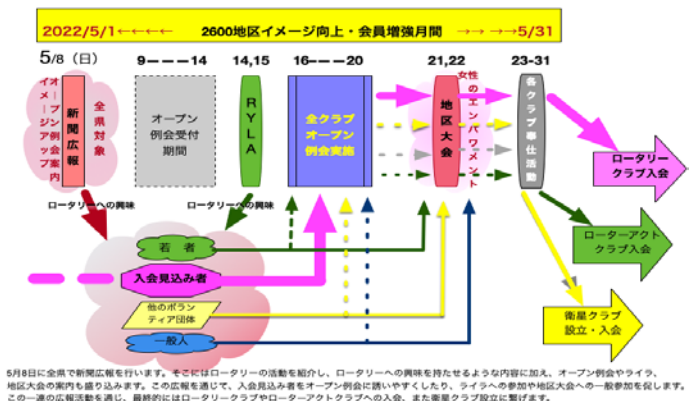 2022/5/1←←←← 2600地区イメージ向上・会員増強月間 →→ →→5/31
5/8（日）
9———14
14,15
16———20
21,22
23-31
イメージアップ
オープン例会案内
新聞広報
全県対象
オープン
例会受付
期間
RYLA
全クラブ
オープン
例会実施
地区大会
女性のエンパワメント
各クラブ奉仕活動
ロータリー
クラブ入会
ロータリーへの興味
ロータリーへの興味
若者
入会見込み者
他のボラン
ティア団体
一般人
ローターアクト
クラブ入会
衛星クラブ
設立・入会
5月8日に全県で新聞広報を行います。そこにはロータリーの活動を紹介し、ロータリーへの興味を持たせるような内容に加え、オープン例会やライラ、
地区大会の案内も盛り込みます。この広報を通じて、入会見込み者をオープン例会に誘いやすくしたり、ライラへの参加や地区大会への一般参加を促します。
この一連の広報活動を通じ、最終的にはロータリークラブやローターアクトクラブへの入会、また衛星クラブ設立に繋げます。